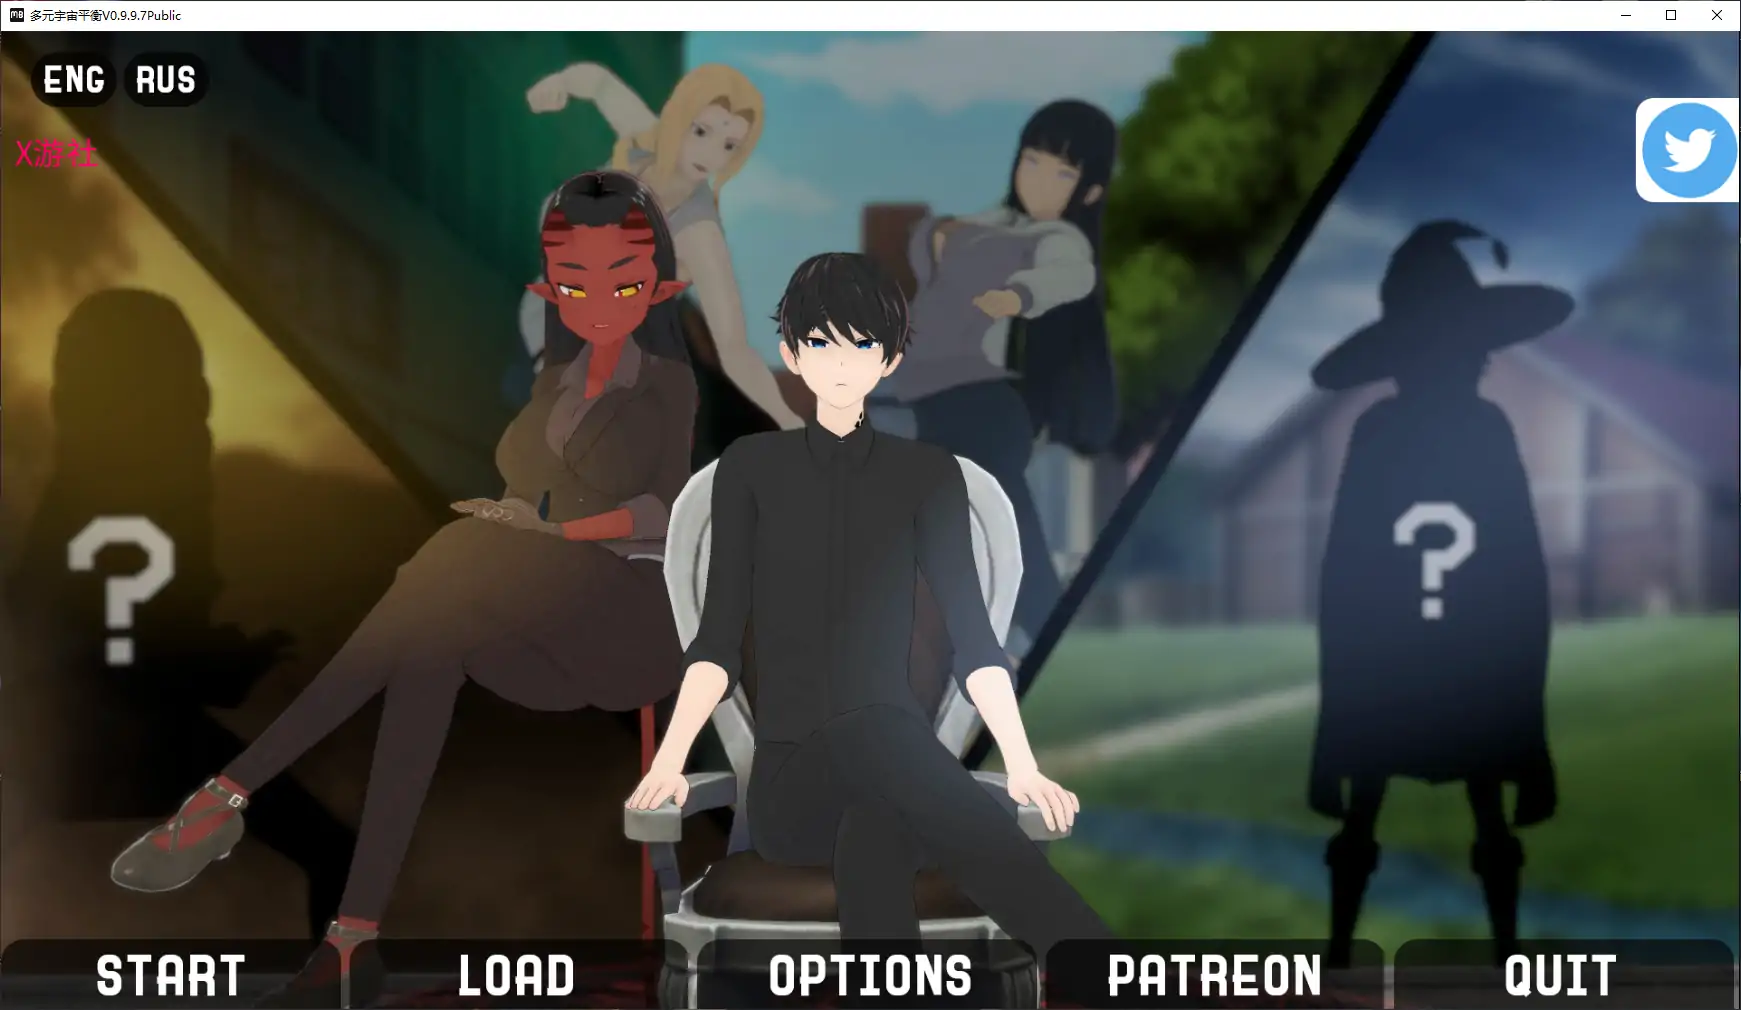 多元宇宙平衡V0.9.9.7Public
ENG RUS
X游社
?
?
START LOAD OPTIONS PATREON QUIT